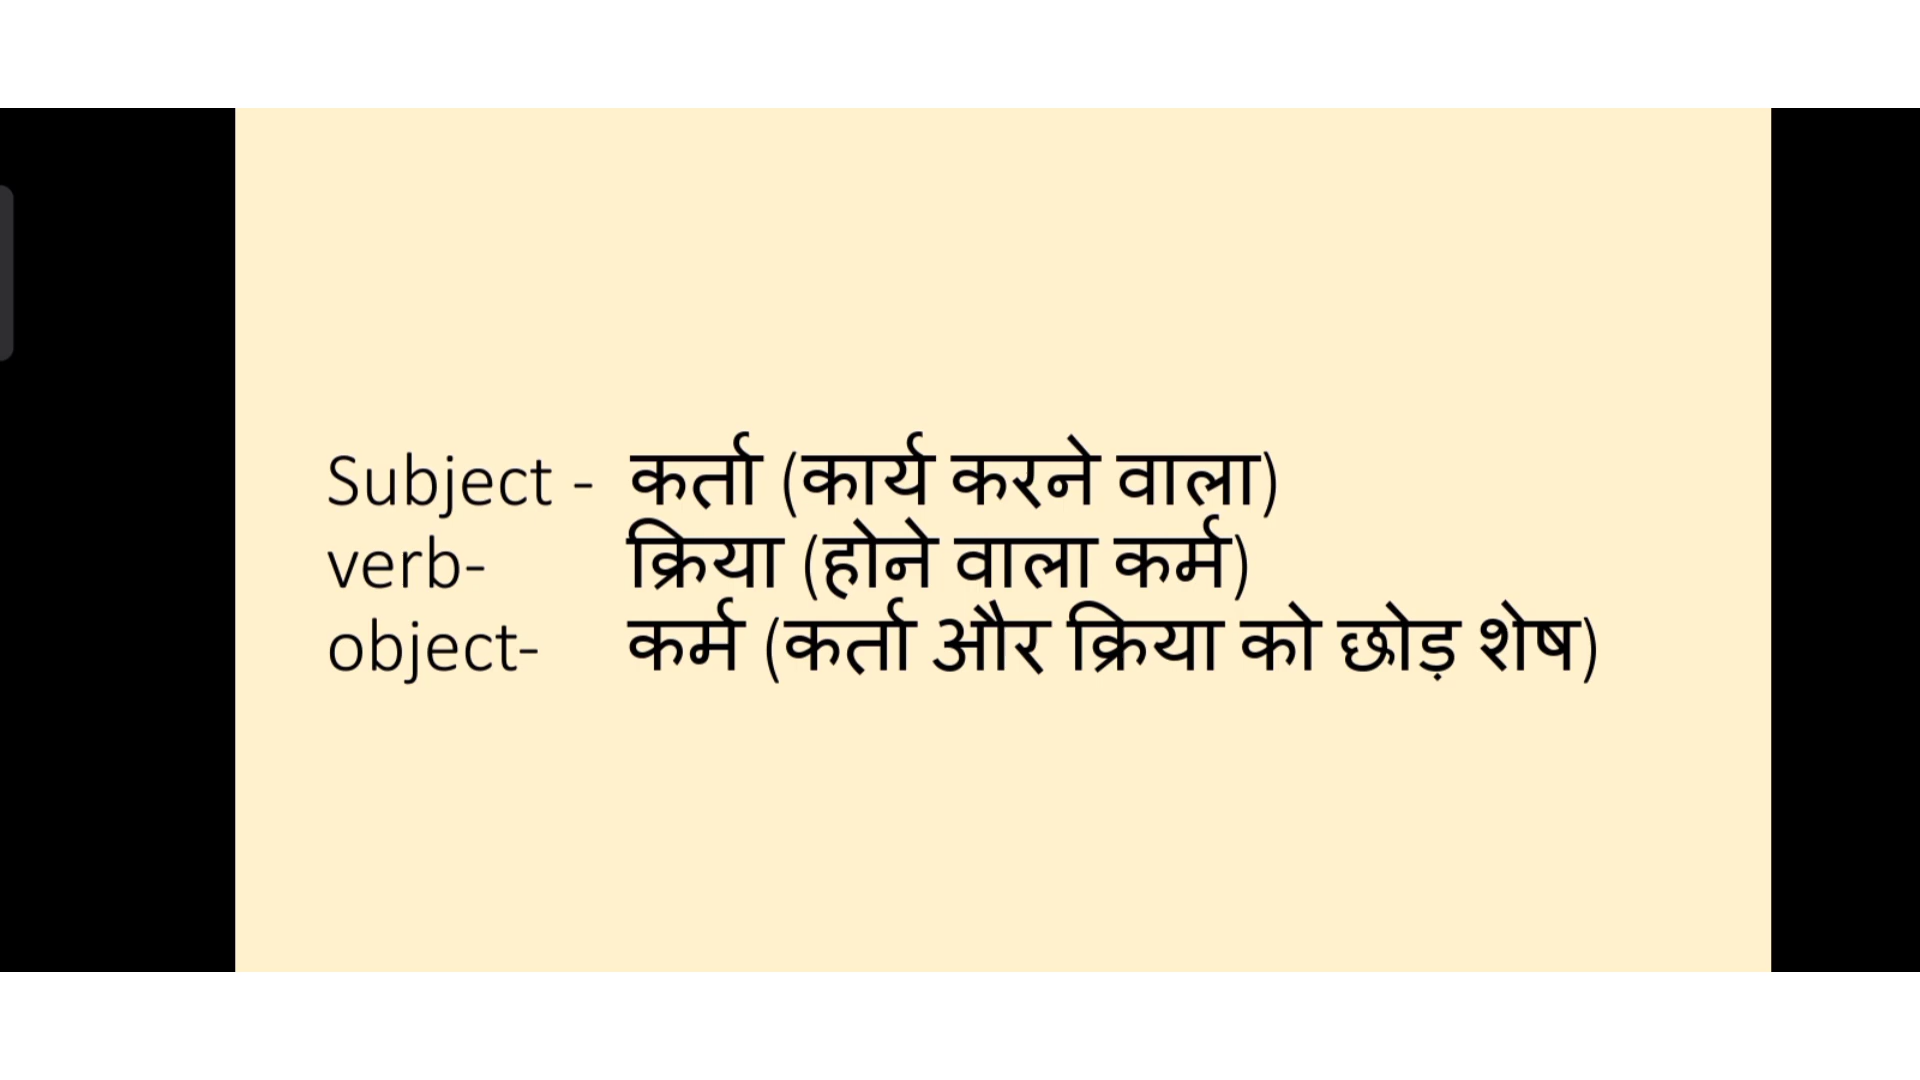 Subject - कर्ता (कार्य करने वाला)
verb- क्रिया (होने वाला कर्म)
object- कर्म (कर्ता और क्रिया को छोड़ शेष)